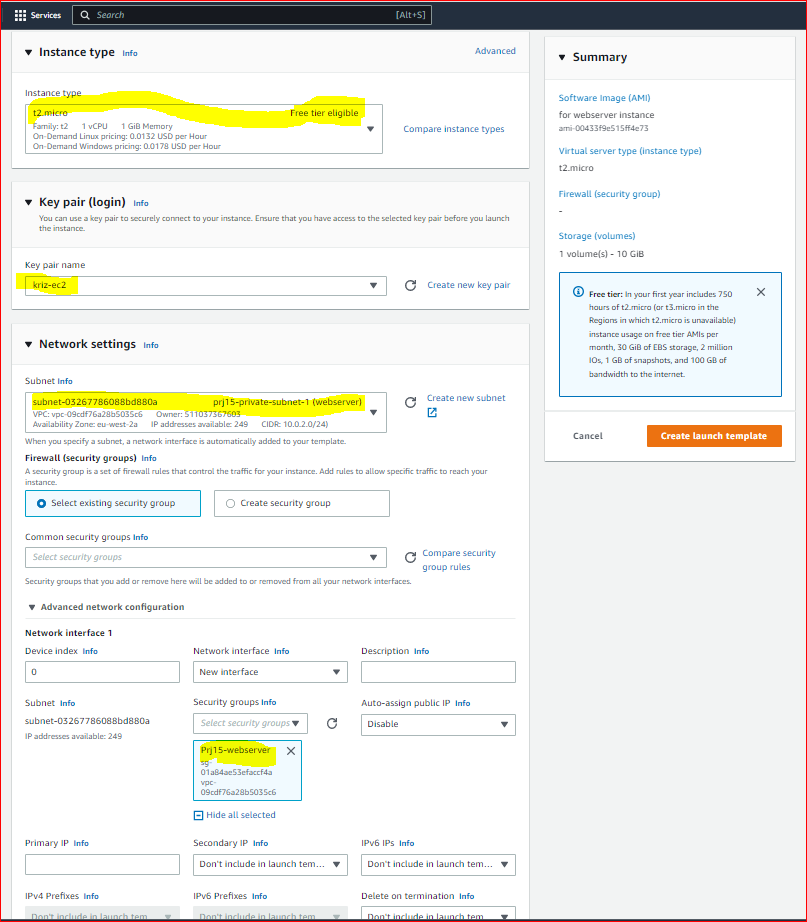 Services
Search
[Alt+S]
Instance type Info
Advanced
Instance type
t2.micro Free tier eligible
Family: t2 1 vCPU 1 GiB Memory
On-Demand Linux pricing: 0.0132 USD per Hour
On-Demand Windows pricing: 0.0178 USD per Hour
Compare instance types
Key pair (login) Info
You can use a key pair to securely connect to your instance. Ensure that you have access to the selected key pair before you launch
the instance.
Key pair name
kriz-ec2
Create new key pair
Network settings Info
Subnet Info
subnet-03267786088bd880a prj15-private-subnet-1 (webserver)
VPC: vpc-09cdf76a28b5035c6 Owner: 511037367603
Availability Zone: eu-west-2a IP addresses available: 249 CIDR: 10.0.2.0/24)
Create new subnet
When you specify a subnet, a network interface is automatically added to your template.
Firewall (security groups) Info
A security group is a set of firewall rules that control the traffic for your instance. Add rules to allow specific traffic to reach your
instance.
Select existing security group
Create security group
Common security groups Info
Select security groups
Compare security
group rules
Security groups that you add or remove here will be added to or removed from all your network interfaces.
Advanced network configuration
Network interface 1
Device index Info
Network interface Info
Description Info
0
New interface
Subnet Info
Security groups Info
Auto-assign public IP Info
subnet-03267786088bd880a
IP addresses available: 249
Select security groups
Disable
Prj15-webserver
sg-
01a84ae53efaccf4a
vpc-
09cdf76a28b5035c6
Hide all selected
Primary IP Info
Secondary IP Info
IPv6 IPs Info
Don't include in launch tem...
Don't include in launch tem...
IPv4 Prefixes Info
IPv6 Prefixes Info
Delete on termination Info
Don't include in launch tem...
Don't include in launch tem...
Don't include in launch tem...
Summary
Software Image (AMI)
for webserver instance
ami-00433f9e515ff4e73
Virtual server type (instance type)
t2.micro
Firewall (security group)
-
Storage (volumes)
1 volume(s) - 10 GiB
Free tier: In your first year includes 750
hours of t2.micro (or t3.micro in the
Regions in which t2.micro is unavailable)
instance usage on free tier AMIs per
month, 30 GiB of EBS storage, 2 million
IOs, 1 GB of snapshots, and 100 GB of
bandwidth to the internet.
Cancel
Create launch template